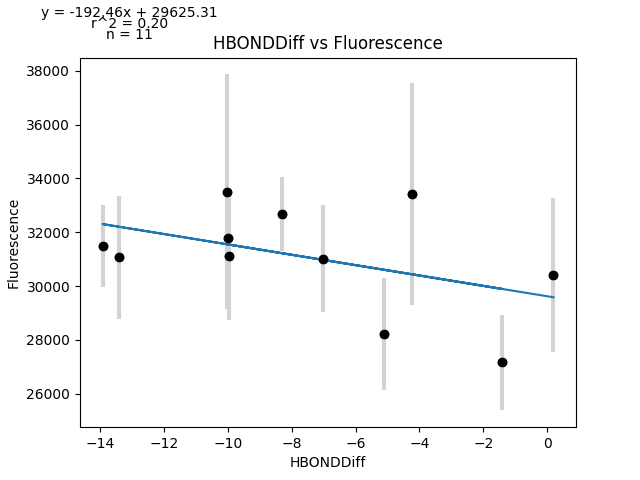 y = -192.46x + 29625.31
r^2 = 0.20
n = 11
HBONDDiff vs Fluorescence
38000
36000
34000
32000
30000
28000
26000
Fluorescence
−14 −12 −10 −8 −6 −4 −2 0
HBONDDiff